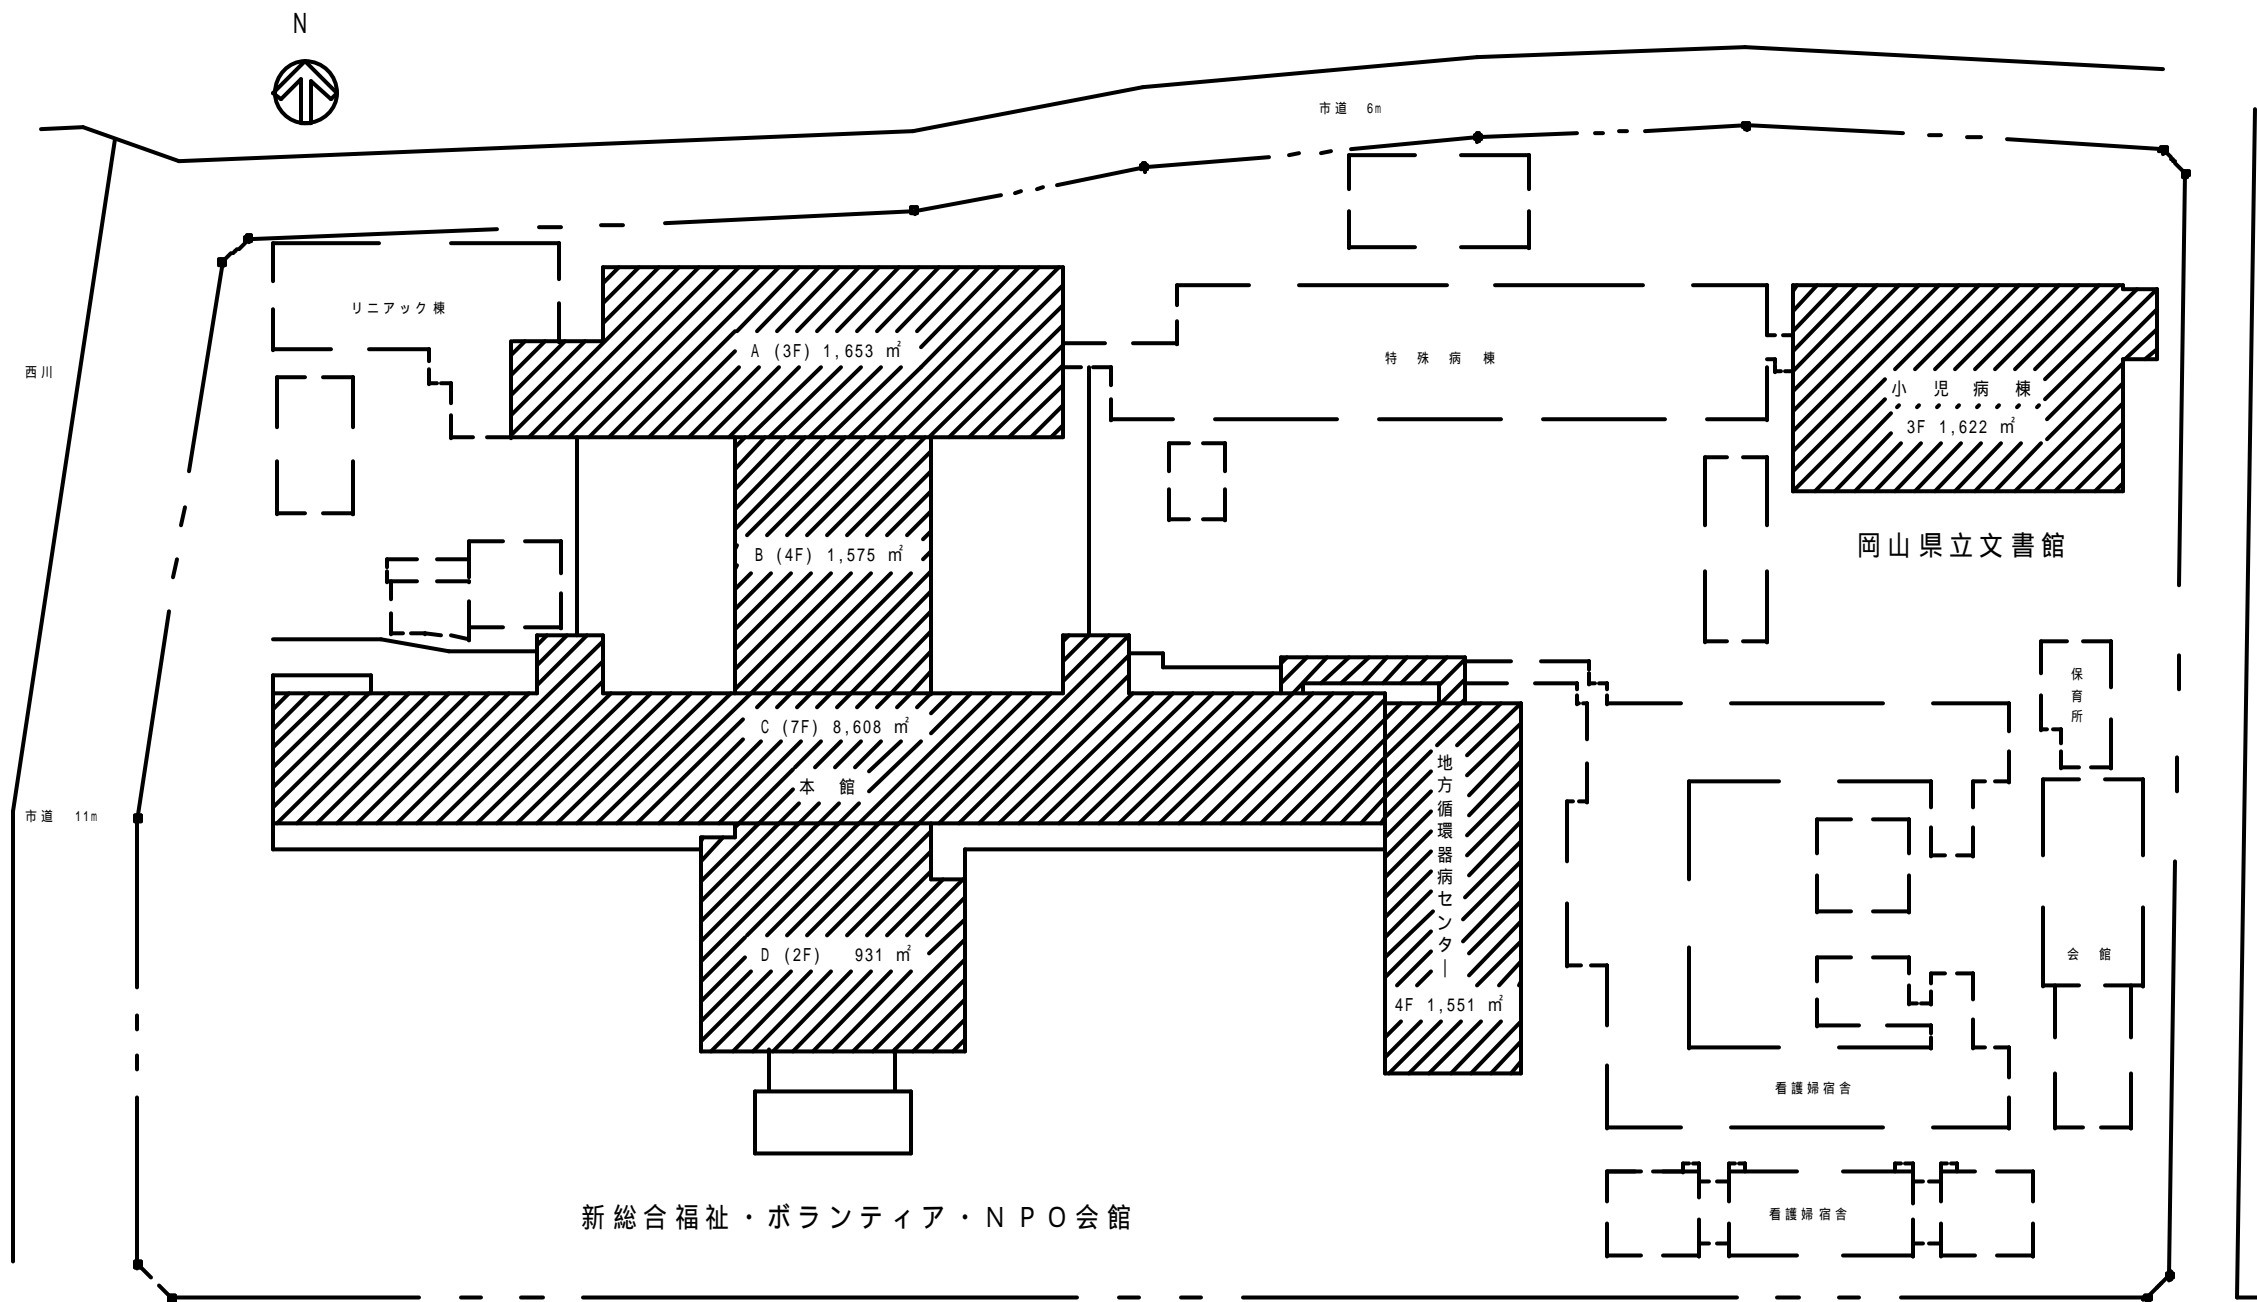 N
市道 6m
リニアック棟
A (3F) 1,653 ㎡
特殊病棟
西川
小児病棟
3F 1,622 ㎡
岡山県立文書館
B (4F) 1,575 ㎡
保育所
C (7F) 8,608 ㎡
本館
地方循環器病センター
市道 11m
D (2F) 931 ㎡
会館
4F 1,551 ㎡
看護婦宿舎
新総合福祉・ボランティア・NPO会館
看護婦宿舎